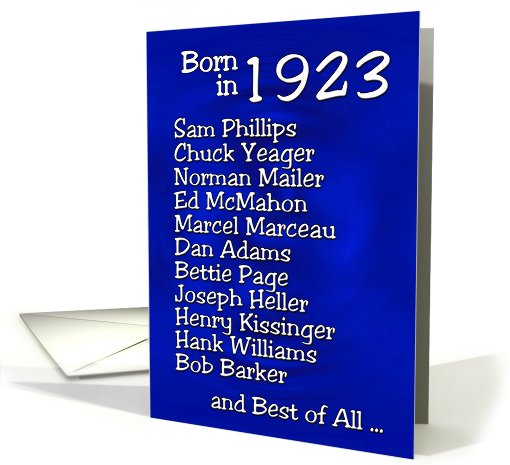 Born
in 1923
Sam Phillips
Chuck Yeager
Norman Mailer
Ed McMahon
Marcel Marceau
Dan Adams
Bettie Page
Joseph Heller
Henry Kissinger
Hank Williams
Bob Barker
and Best of All ...